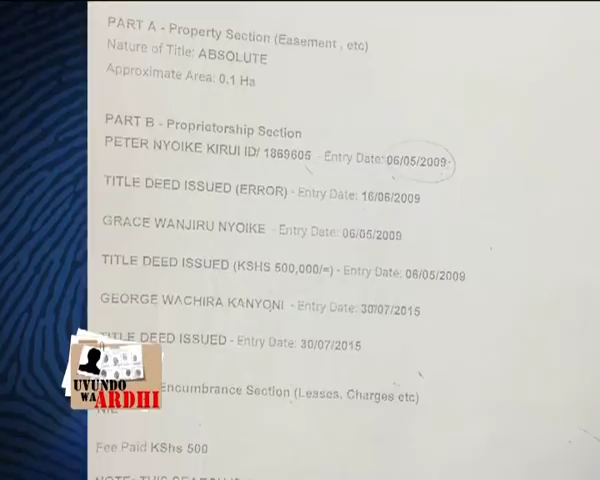 PART A - Property Section (Easement , etc)
Nature of Title: ABSOLUTE
Approximate Area: 0.1 Ha
PART B - Proprietorship Section
PETER NYOIKE KIRUI ID/ 1869605 - Entry Date: 06/05/2009
TITLE DEED ISSUED (ERROR) - Entry Date: 16/06/2009
GRACE WANJIRU NYOIKE - Entry Date: 06/05/2009
TITLE DEED ISSUED (KSHS 500,000/=) - Entry Date: 06/05/2009
GEORGE WACHIRA KANYONI - Entry Date: 30/07/2015
TITLE DEED ISSUED - Entry Date: 30/07/2015
Encumbrance Section (Leases, Charges etc)
NIL
Fee Paid KShs 500
UVUNDO
WA ARDHI